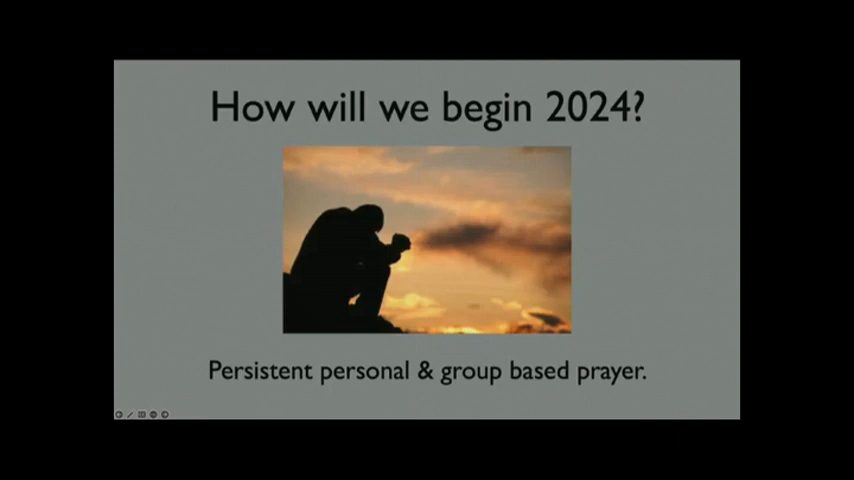 How will we begin 2024?
Persistent personal & group based prayer.